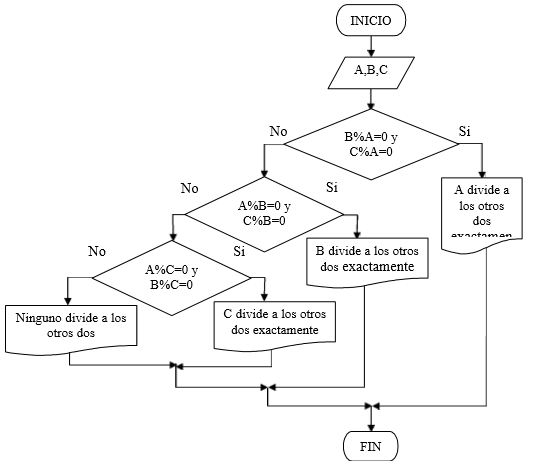 INICIO
A,B,C
B%A=0 y
C%A=0
No
Si
A divide a
los otros
dos
No
Si
A%B=0 y
C%B=0
B divide a los otros
dos exactamente
No
Si
A%C=0 y
B%C=0
Ninguno divide a los
otros dos
C divide a los otros
dos exactamente
FIN